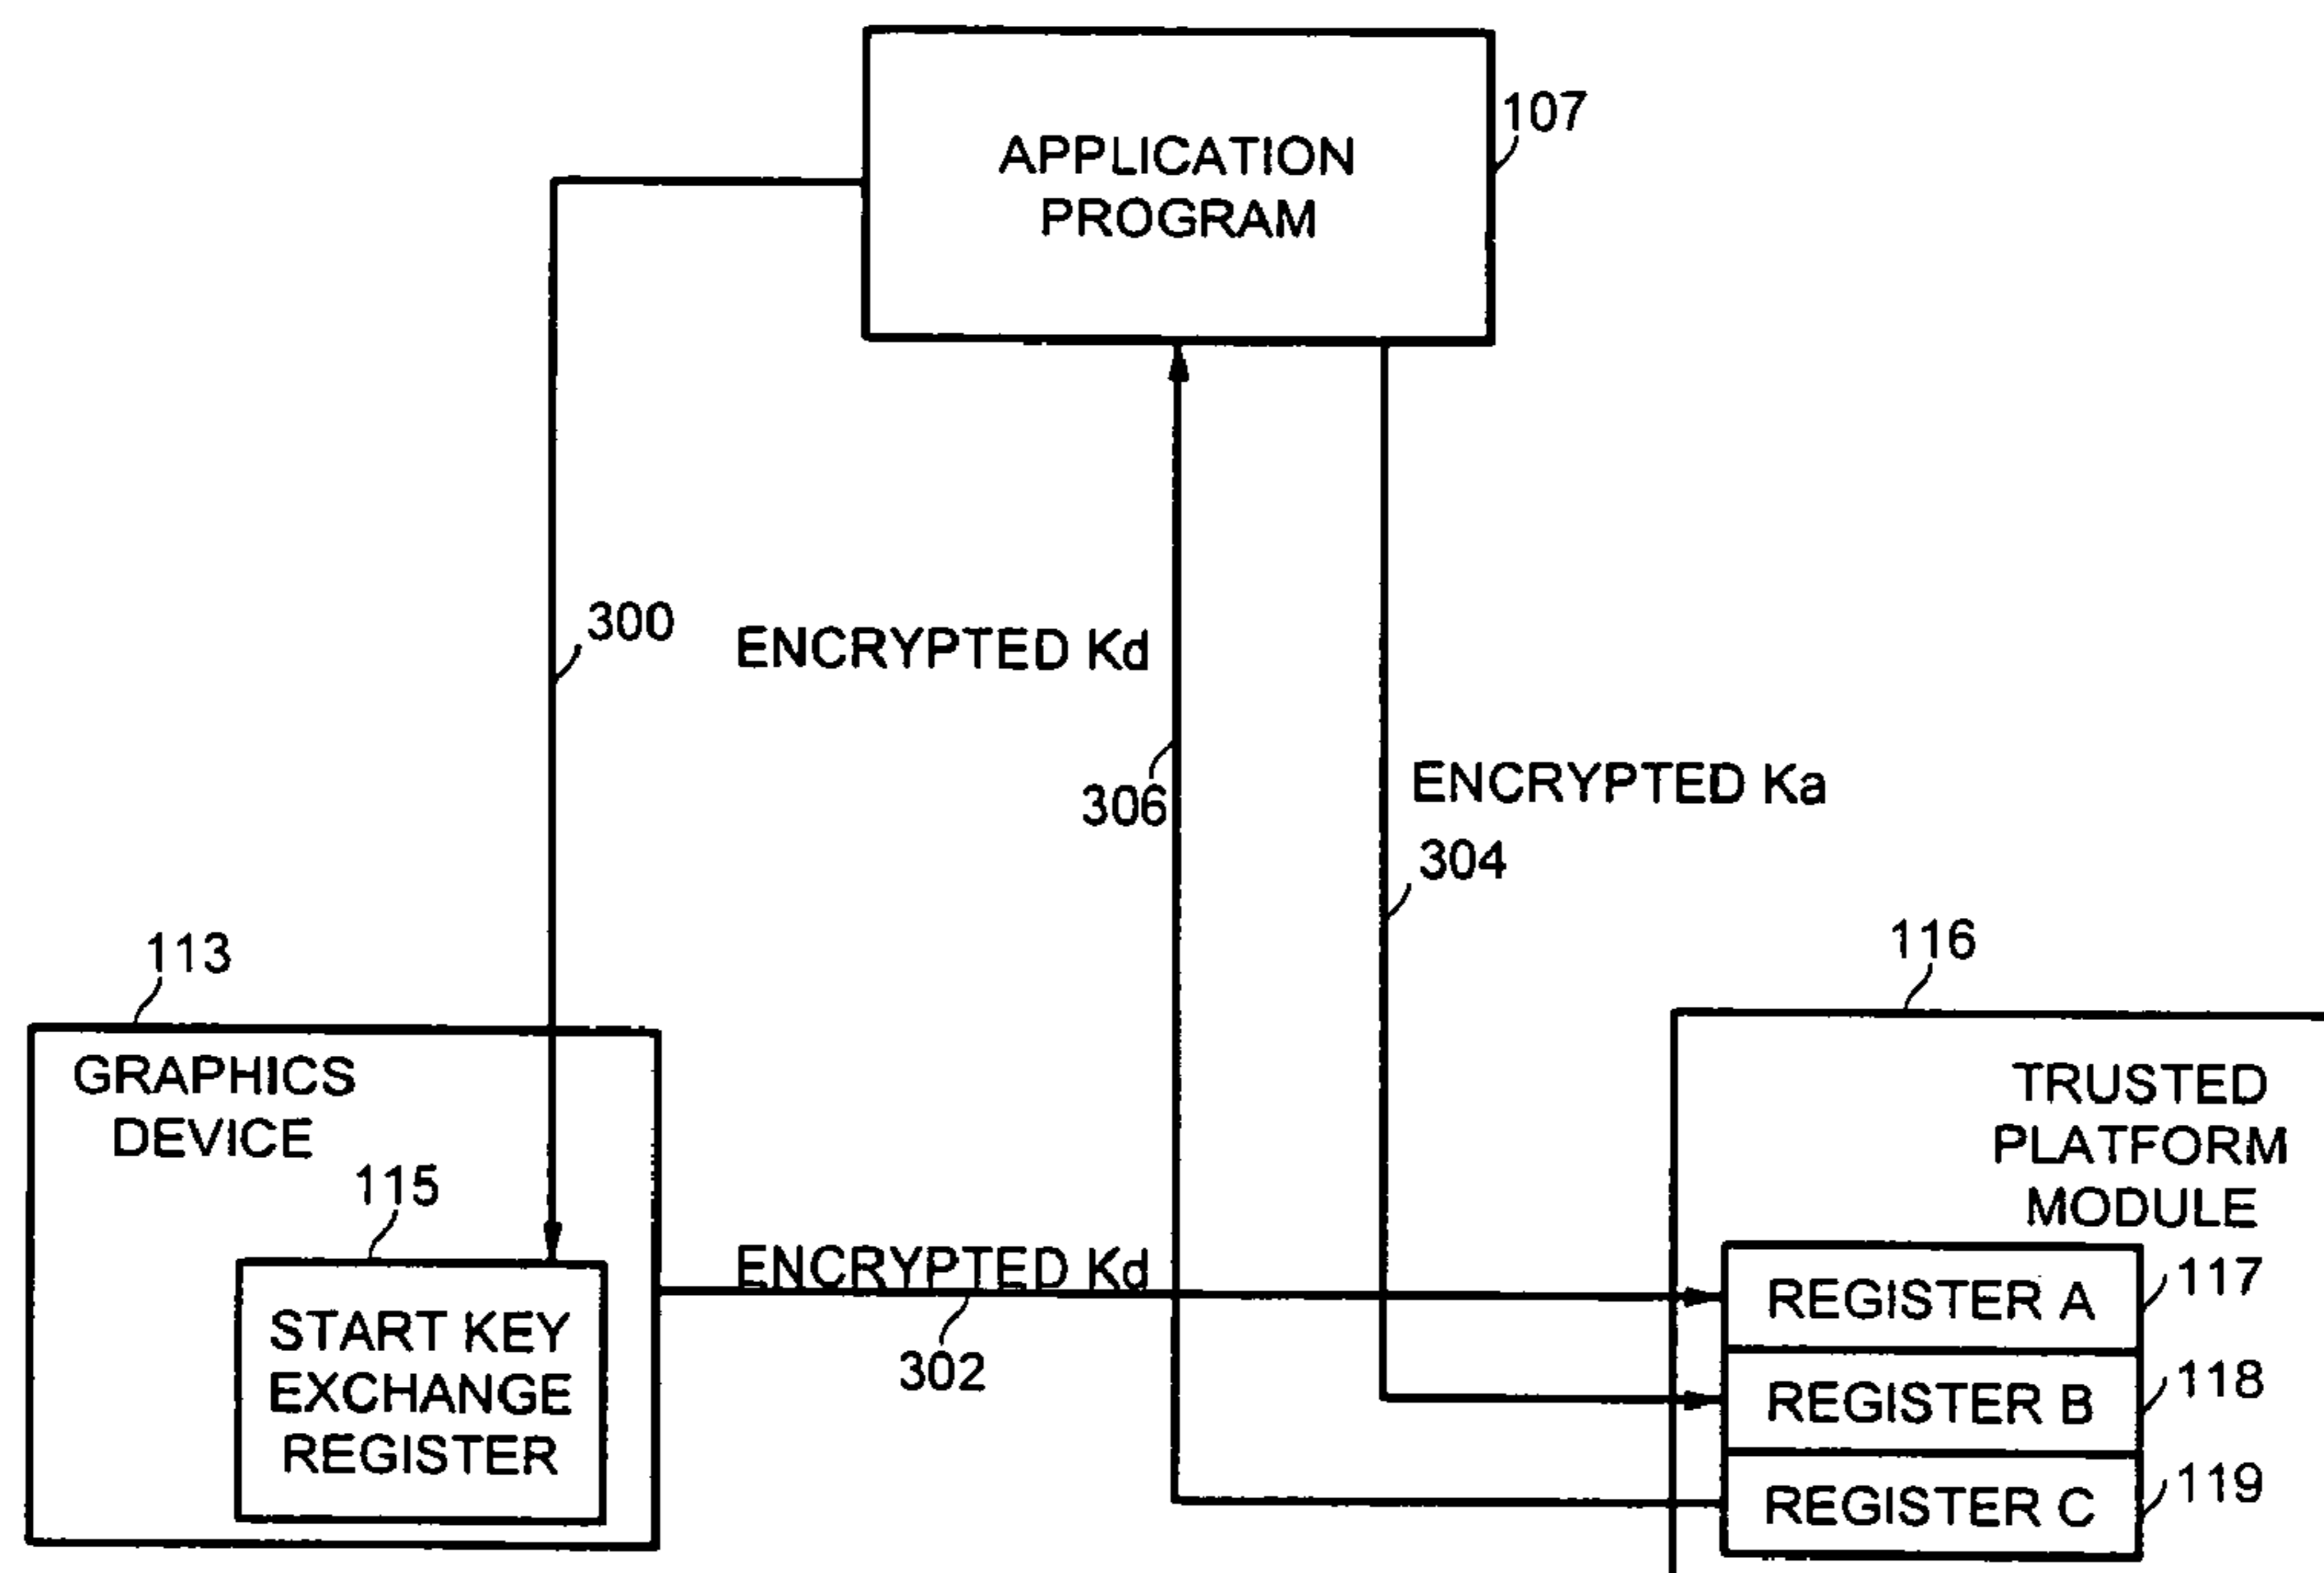 APPLICATION
PROGRAM
107
300
ENCRYPTED Kd
306
ENCRYPTED Ka
304
113
GRAPHICS
DEVICE
115
START KEY
EXCHANGE
REGISTER
ENCRYPTED Kd
302
116
TRUSTED
PLATFORM
MODULE
REGISTER A
117
REGISTER B
118
REGISTER C
119